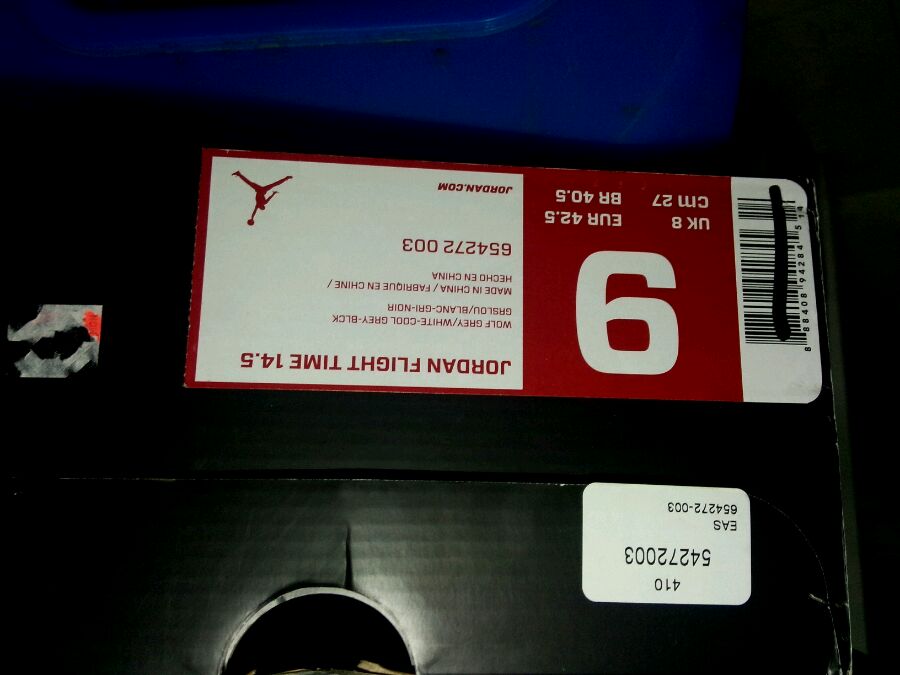 410
54272003
EAS
654272-003
JORDAN FLIGHT TIME 14.5
WOLF GREY/WHITE-COOL GREY-BLCK
GRSLOU/BLANC-GRI-NOIR
MADE IN CHINA / FABRIQUE EN CHINE /
HECHO EN CHINA
654272 003
JORDAN.COM
9
UK 8 EUR 42.5
cm 27 BR 40.5
8 88408 94284 5 14